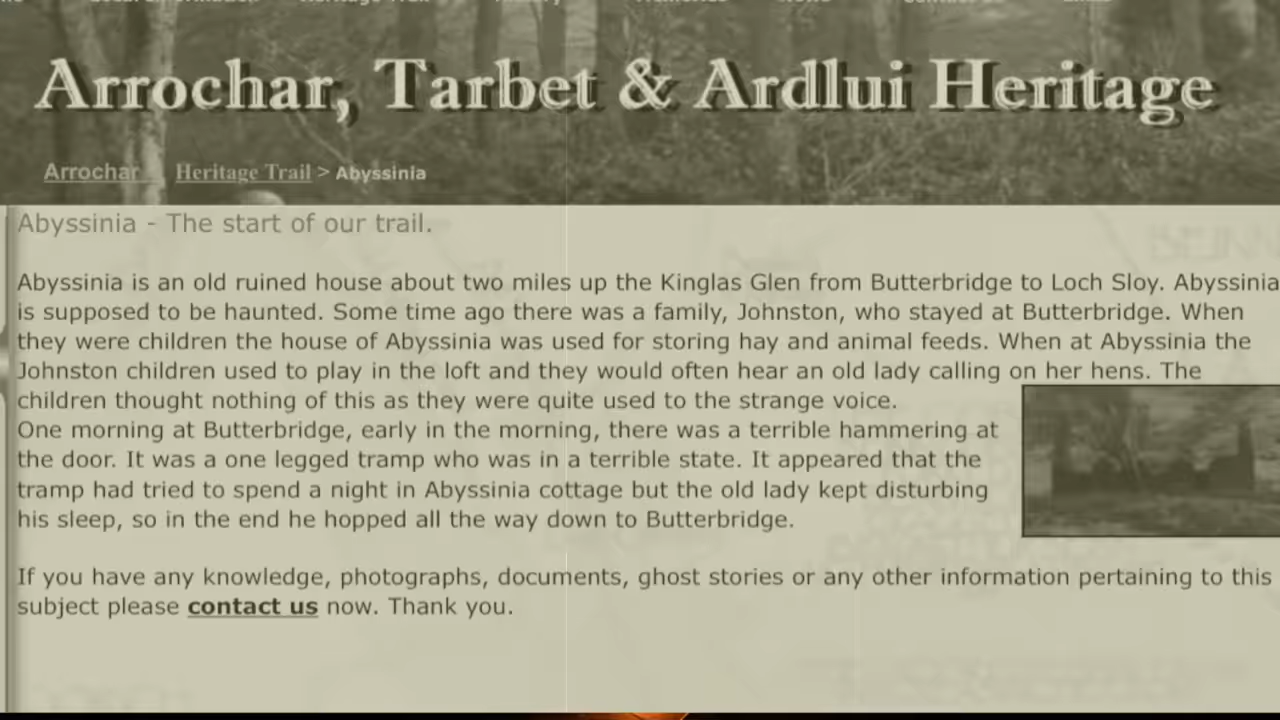 Arrochar, Tarbet & Ardlui Heritage
Arrochar Heritage Trail > Abyssinia
Abyssinia - The start of our trail.
Abyssinia is an old ruined house about two miles up the Kinglas Glen from Butterbridge to Loch Sloy. Abyssinia
is supposed to be haunted. Some time ago there was a family, Johnston, who stayed at Butterbridge. When
they were children the house of Abyssinia was used for storing hay and animal feeds. When at Abyssinia the
Johnston children used to play in the loft and they would often hear an old lady calling on her hens. The
children thought nothing of this as they were quite used to the strange voice.
One morning at Butterbridge, early in the morning, there was a terrible hammering at
the door. It was a one legged tramp who was in a terrible state. It appeared that the
tramp had tried to spend a night in Abyssinia cottage but the old lady kept disturbing
his sleep, so in the end he hopped all the way down to Butterbridge.
If you have any knowledge, photographs, documents, ghost stories or any other information pertaining to this
subject please contact us now. Thank you.